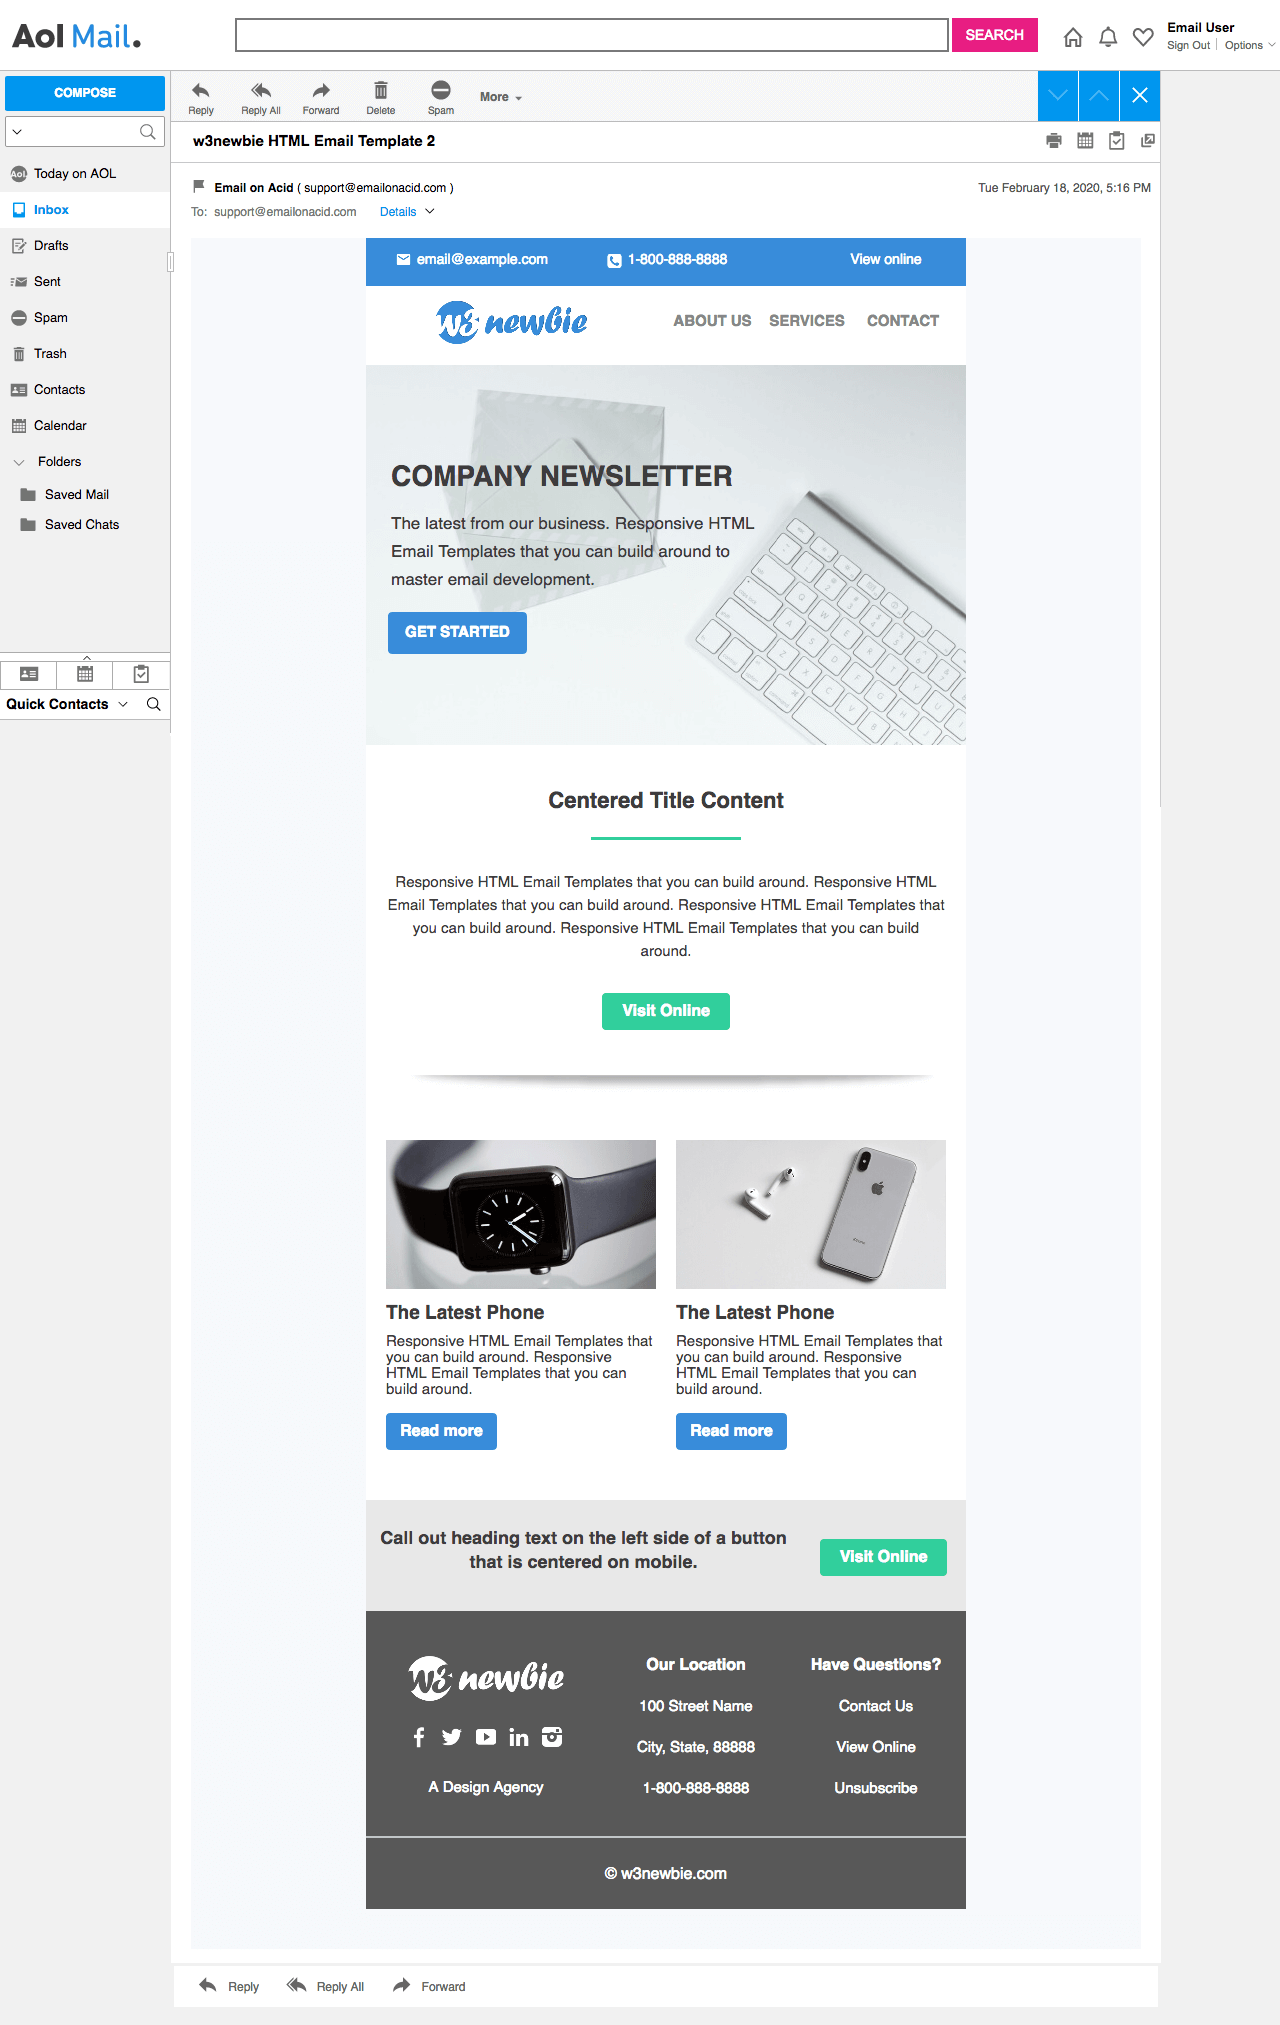 Aol Mail.
SEARCH
Email User
Sign Out
Options
COMPOSE
Reply
Reply All
Forward
Delete
Spam
More
w3newbie HTML Email Template 2
Aol.
Today on AOL
Inbox
Drafts
Sent
Spam
Trash
Contacts
Calendar
Folders
Saved Mail
Saved Chats
Quick Contacts
Email on Acid ( support@emailonacid.com )
Tue February 18, 2020, 5:16 PM
To: support@emailonacid.com
Details
email@example.com
1-800-888-8888
View online
w3 newbie
ABOUT US
SERVICES
CONTACT
COMPANY NEWSLETTER
The latest from our business. Responsive HTML
Email Templates that you can build around to
master email development.
GET STARTED
Centered Title Content
Responsive HTML Email Templates that you can build around. Responsive HTML
Email Templates that you can build around. Responsive HTML Email Templates that
you can build around. Responsive HTML Email Templates that you can build
around.
Visit Online
The Latest Phone
Responsive HTML Email Templates that
you can build around. Responsive
HTML Email Templates that you can
build around.
Read more
The Latest Phone
Responsive HTML Email Templates that
you can build around. Responsive
HTML Email Templates that you can
build around.
Read more
Call out heading text on the left side of a button
that is centered on mobile.
Visit Online
w3 newbie
A Design Agency
Our Location
100 Street Name
City, State, 88888
1-800-888-8888
Have Questions?
Contact Us
View Online
Unsubscribe
© w3newbie.com
Reply
Reply All
Forward